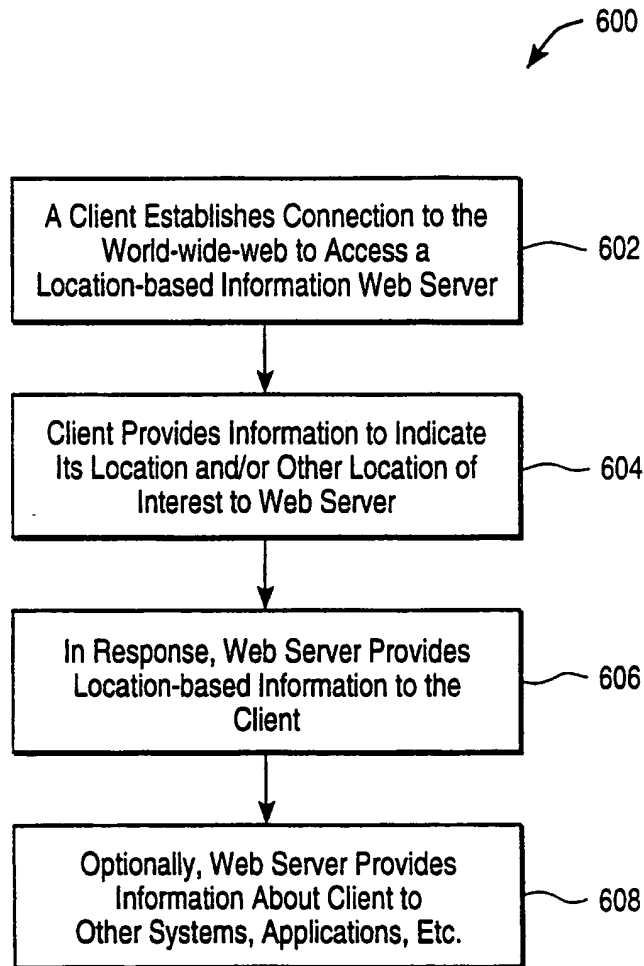 600
A Client Establishes Connection to the
World-wide-web to Access a
Location-based Information Web Server
602
Client Provides Information to Indicate
Its Location and/or Other Location of
Interest to Web Server
604
In Response, Web Server Provides
Location-based Information to the
Client
606
Optionally, Web Server Provides
Information About Client to
Other Systems, Applications, Etc.
608